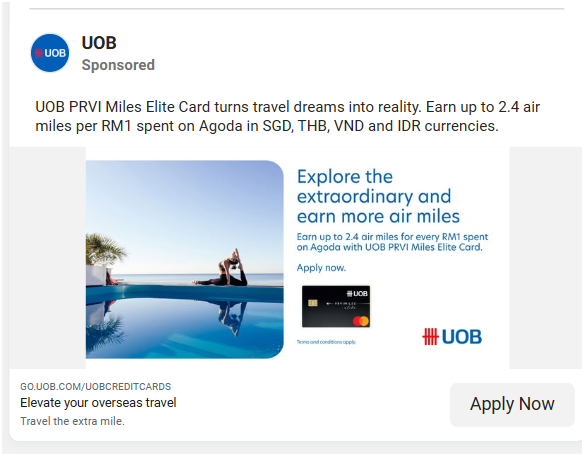 UOB
UOB
Sponsored
UOB PRVI Miles Elite Card turns travel dreams into reality. Earn up to 2.4 air
miles per RM1 spent on Agoda in SGD, THB, VND and IDR currencies.
Explore the
extraordinary and
earn more air miles
Earn up to 2.4 air miles for every RM1 spent
on Agoda with UOB PRVI Miles Elite Card.
Apply now.
UOB
Terms and conditions apply.
UOB
GO.UOB.COM/UOBCREDITCARDS
Elevate your overseas travel
Travel the extra mile.
Apply Now